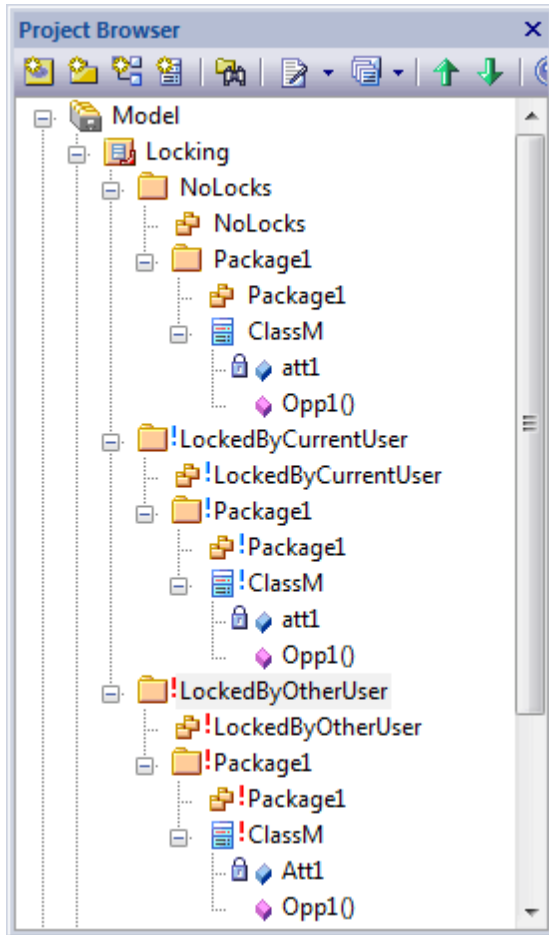 Project Browser
Model
Locking
NoLocks
NoLocks
Package1
Package1
ClassM
att1
Opp1()
!LockedByCurrentUser
!LockedByCurrentUser
!Package1
!Package1
!ClassM
att1
Opp1()
!LockedByOtherUser
!LockedByOtherUser
!Package1
!Package1
!ClassM
Att1
Opp1()